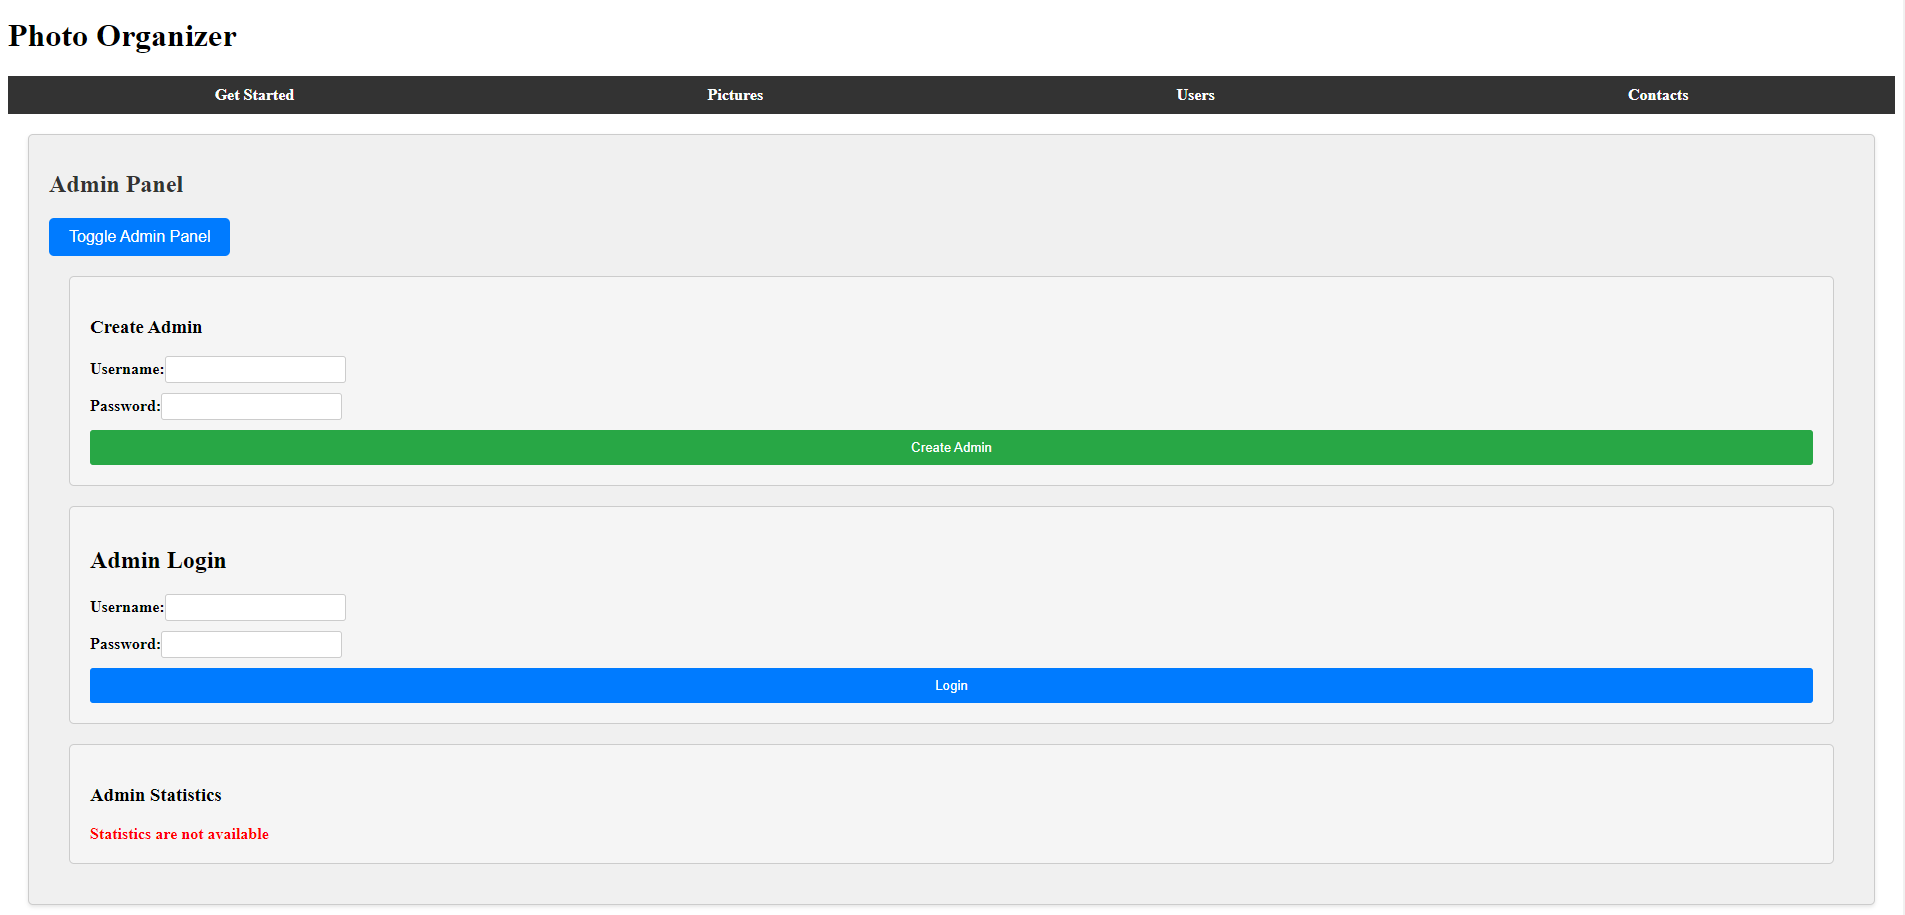 Photo Organizer
Get Started Pictures Users Contacts
Admin Panel
Toggle Admin Panel
Create Admin
Username:
Password:
Create Admin
Admin Login
Username:
Password:
Login
Admin Statistics
Statistics are not available